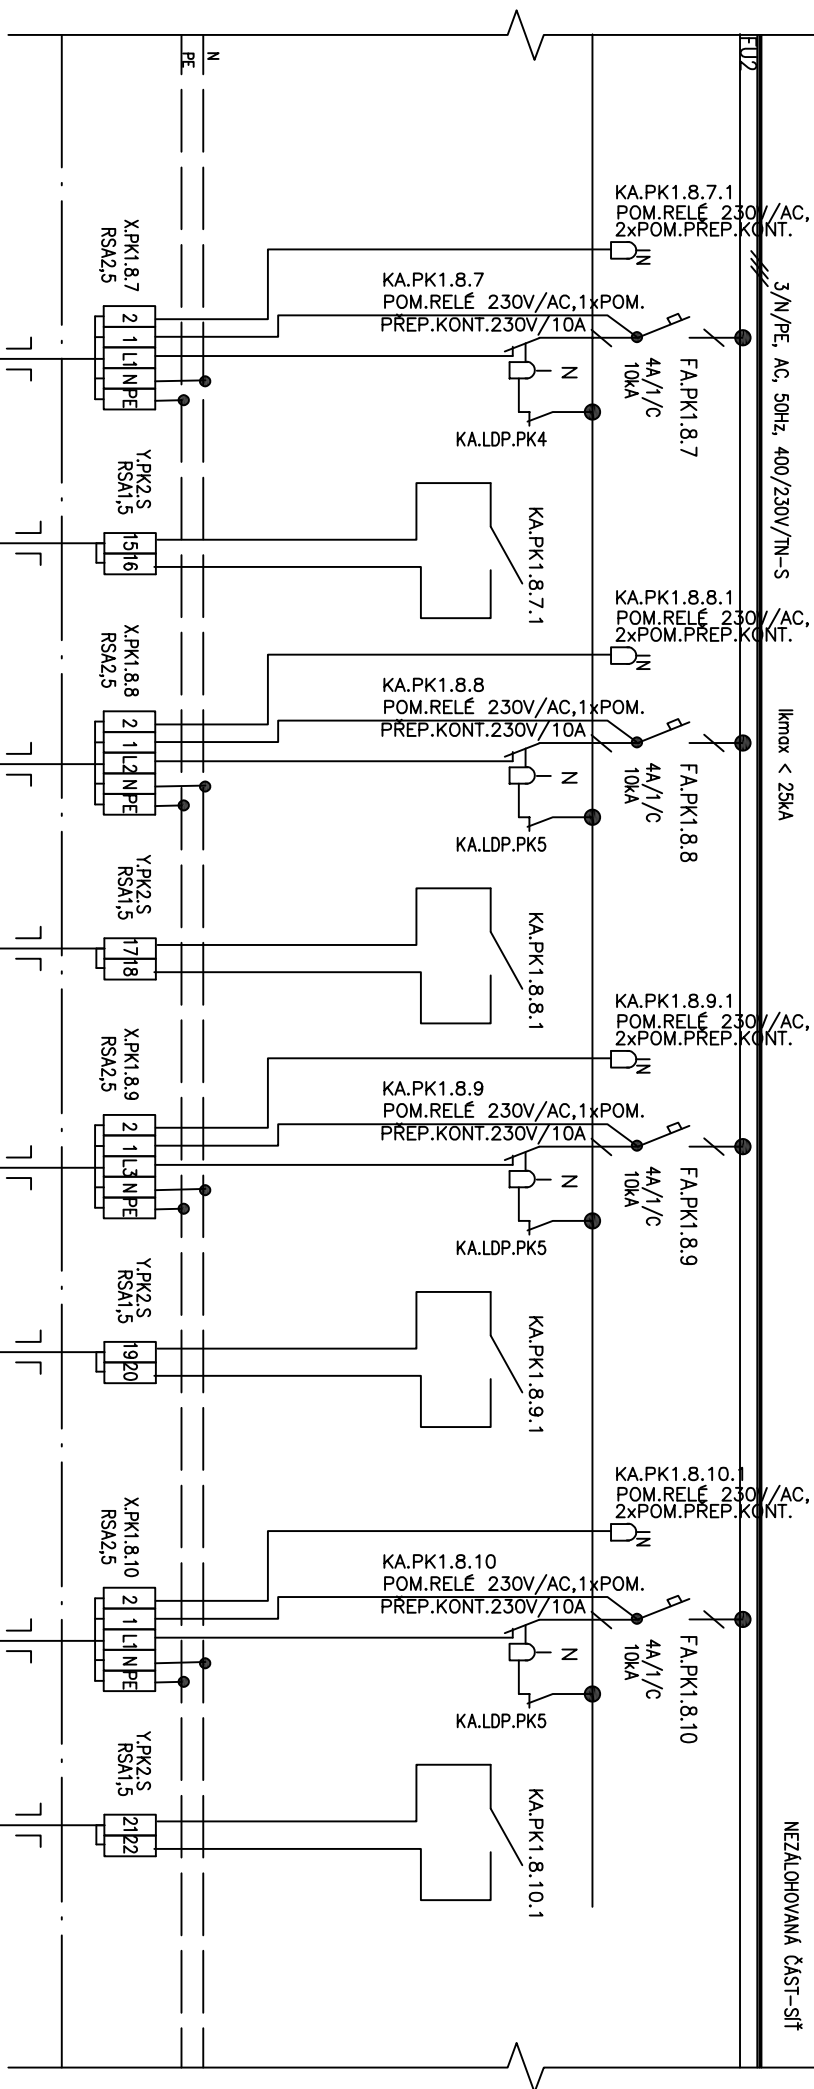 FU2
N
PE
3/N/PE, AC, 50Hz, 400/230V/TN-S
Ikmax < 25kA
NEZÁLOHOVANÁ ČÁST-SÍŤ
KA.PK1.8.7.1
POM.RELÉ 230V/AC,
2xPOM.PŘEP.KONT.
N
KA.PK1.8.7
POM.RELÉ 230V/AC,1xPOM.
PŘEP.KONT.230V/10A
FA.PK1.8.7
4A/1/C
10kA
N
KA.LDP.PK4
X.PK1.8.7
RSA2,5
2
1
L1
N
PE
Y.PK2.S
RSA1,5
15
16
KA.PK1.8.7.1
KA.PK1.8.8.1
POM.RELÉ 230V/AC,
2xPOM.PŘEP.KONT.
N
KA.PK1.8.8
POM.RELÉ 230V/AC,1xPOM.
PŘEP.KONT.230V/10A
FA.PK1.8.8
4A/1/C
10kA
N
KA.LDP.PK5
X.PK1.8.8
RSA2,5
2
1
L2
N
PE
Y.PK2.S
RSA1,5
17
18
KA.PK1.8.8.1
KA.PK1.8.9.1
POM.RELÉ 230V/AC,
2xPOM.PŘEP.KONT.
N
KA.PK1.8.9
POM.RELÉ 230V/AC,1xPOM.
PŘEP.KONT.230V/10A
FA.PK1.8.9
4A/1/C
10kA
N
KA.LDP.PK5
X.PK1.8.9
RSA2,5
2
1
L3
N
PE
Y.PK2.S
RSA1,5
19
20
KA.PK1.8.9.1
KA.PK1.8.10.1
POM.RELÉ 230V/AC,
2xPOM.PŘEP.KONT.
N
KA.PK1.8.10
POM.RELÉ 230V/AC,1xPOM.
PŘEP.KONT.230V/10A
FA.PK1.8.10
4A/1/C
10kA
N
KA.LDP.PK5
X.PK1.8.10
RSA2,5
2
1
L1
N
PE
Y.PK2.S
RSA1,5
21
22
KA.PK1.8.10.1